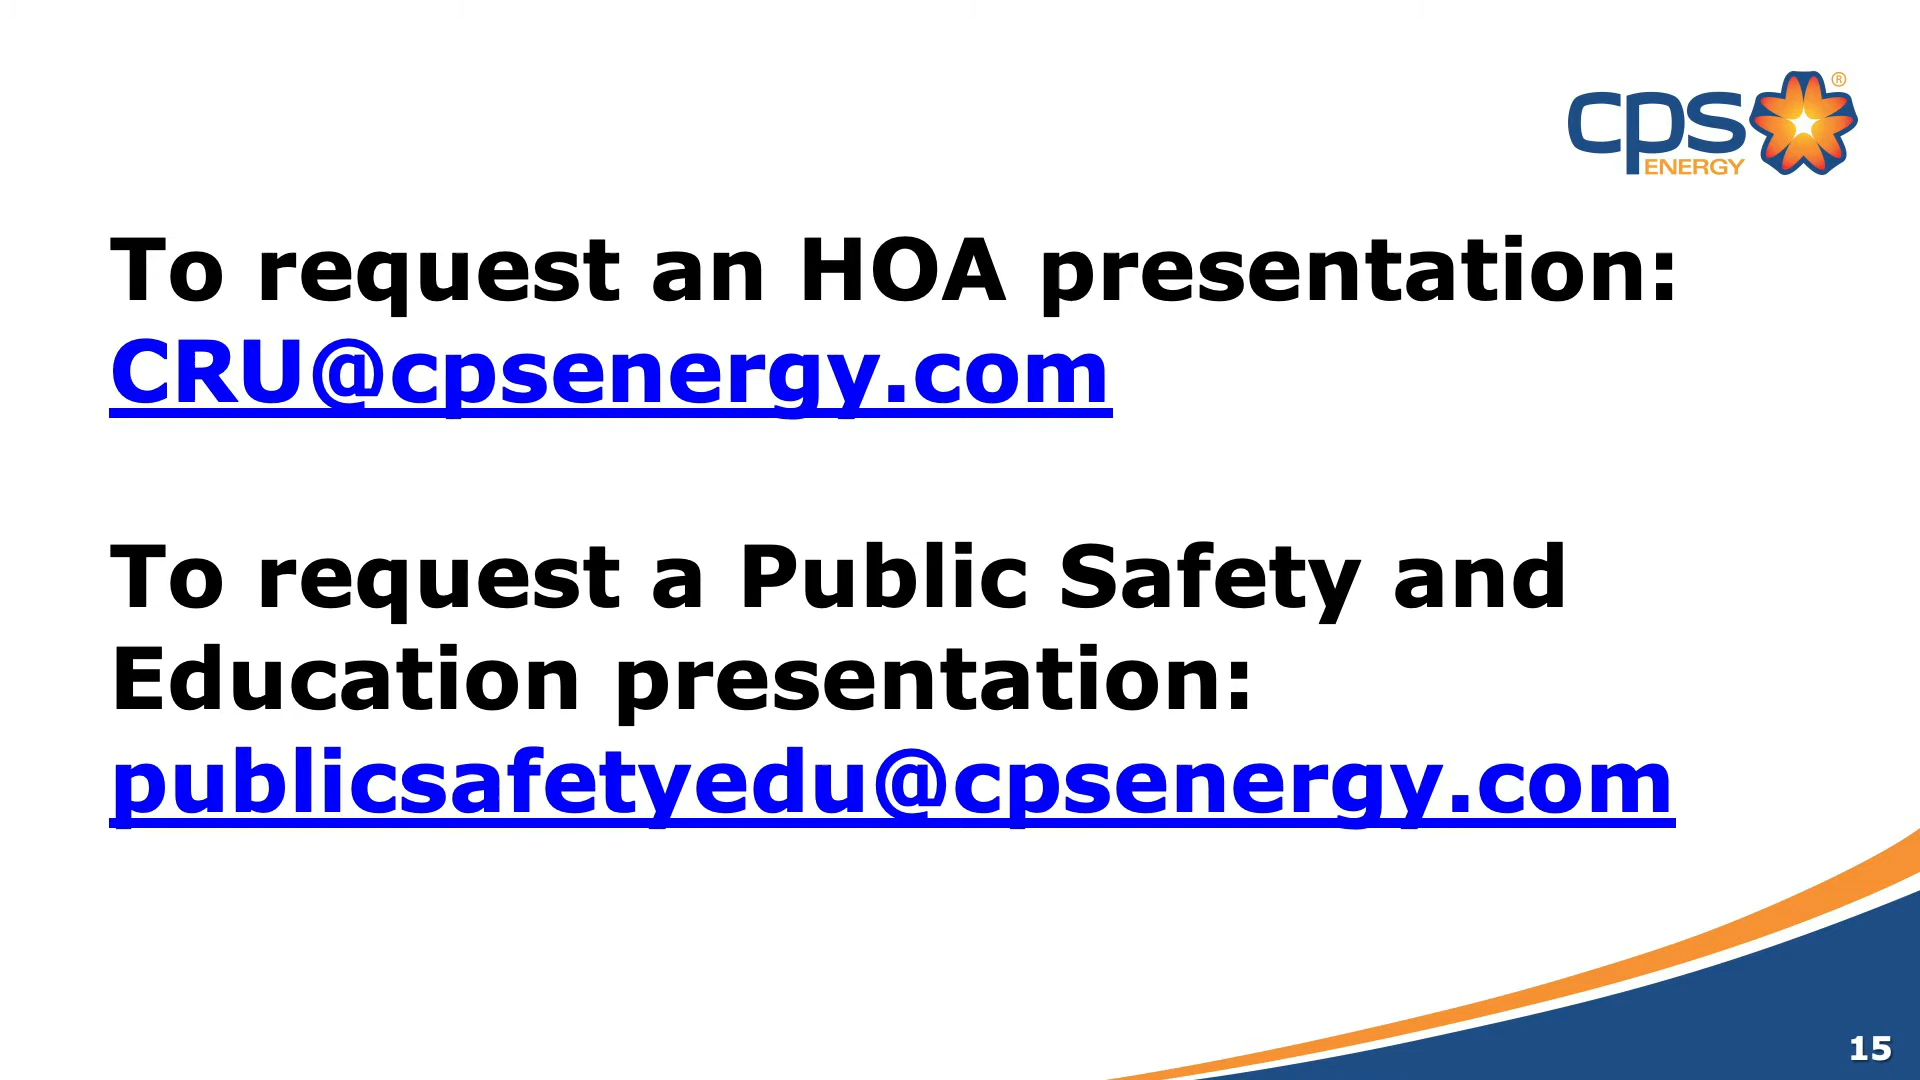 cps
ENERGY
®
To request an HOA presentation:
CRU@cpsenergy.com
To request a Public Safety and
Education presentation:
publicsafetyedu@cpsenergy.com
15